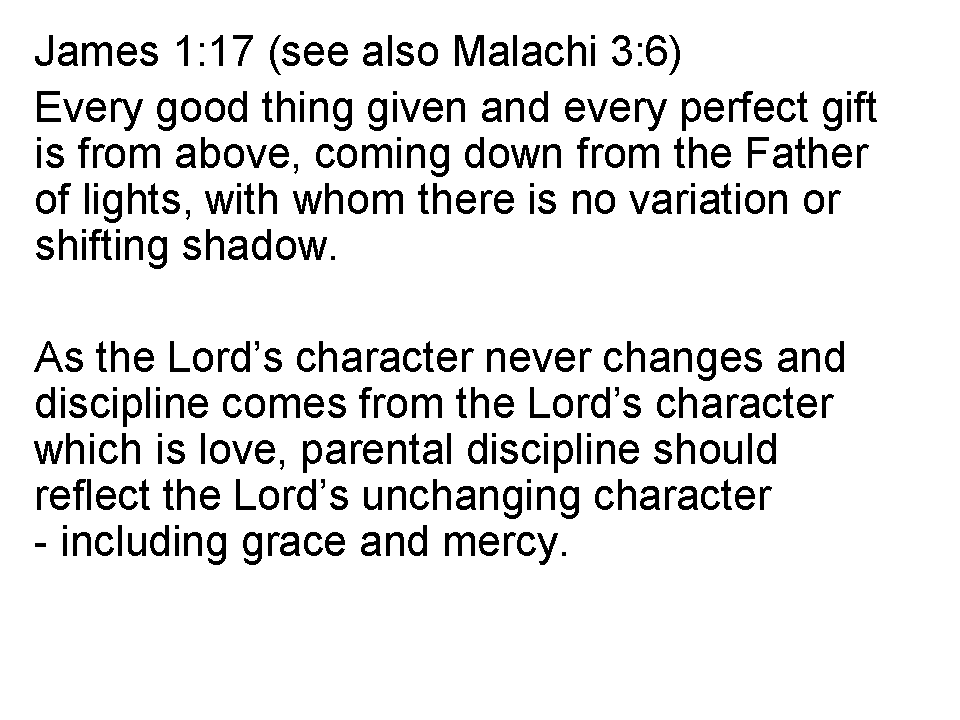 James 1:17 (see also Malachi 3:6)
Every good thing given and every perfect gift
is from above, coming down from the Father
of lights, with whom there is no variation or
shifting shadow.
As the Lord’s character never changes and
discipline comes from the Lord’s character
which is love, parental discipline should
reflect the Lord’s unchanging character
- including grace and mercy.